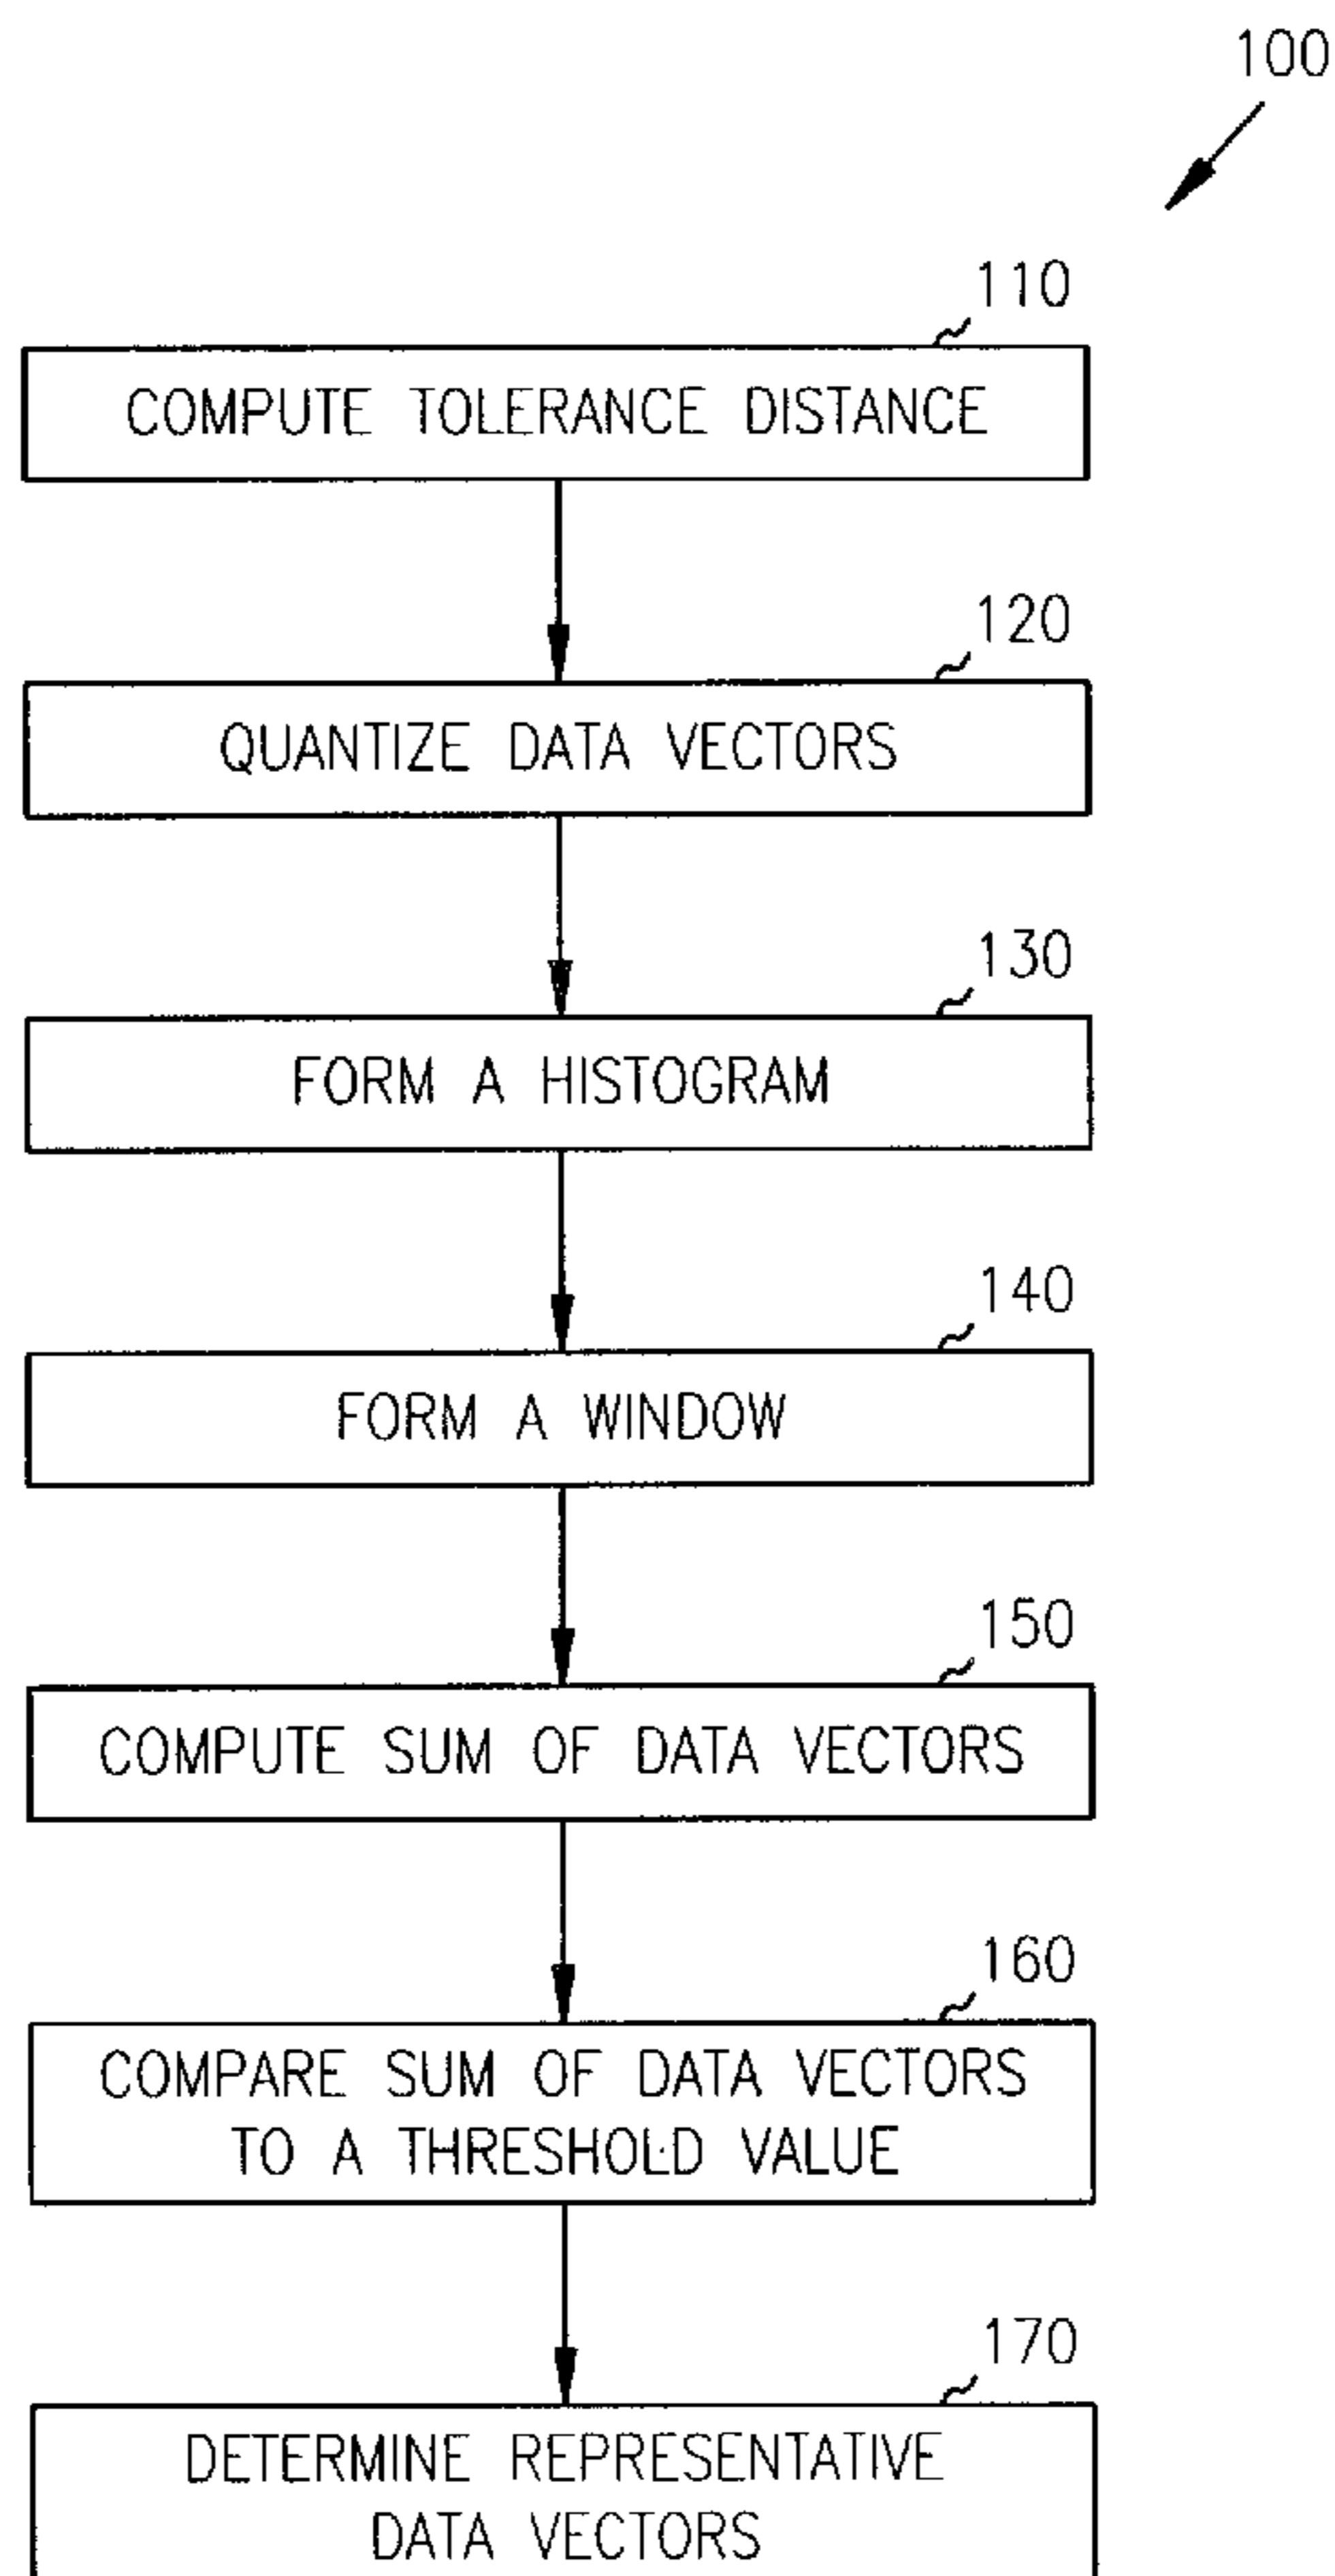 100
110
COMPUTE TOLERANCE DISTANCE
120
QUANTIZE DATA VECTORS
130
FORM A HISTOGRAM
140
FORM A WINDOW
150
COMPUTE SUM OF DATA VECTORS
160
COMPARE SUM OF DATA VECTORS
TO A THRESHOLD VALUE
170
DETERMINE REPRESENTATIVE
DATA VECTORS